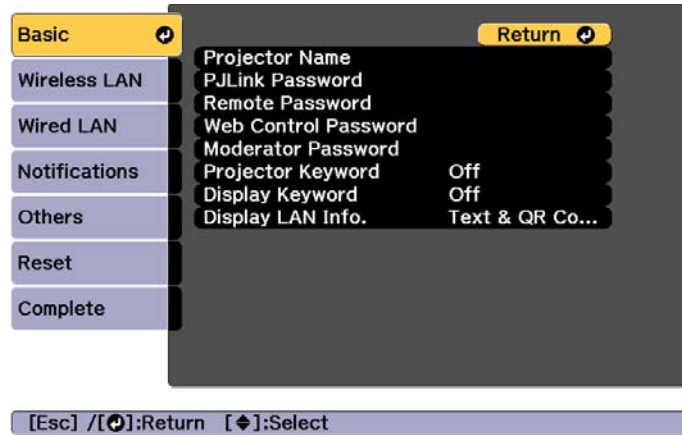 Basic
Wireless LAN
Wired LAN
Notifications
Others
Reset
Complete
Return
Projector Name
PJLink Password
Remote Password
Web Control Password
Moderator Password
Projector Keyword Off
Display Keyword Off
Display LAN Info. Text & QR Co...
[Esc] /[⏎]:Return [◆]:Select